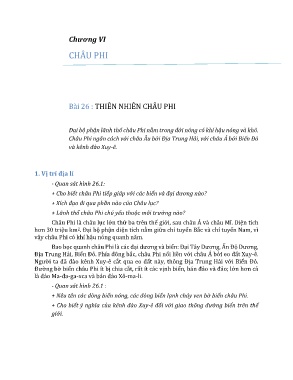 Chương VI
CHÂU PHI
Bài 26 : THIÊN NHIÊN CHÂU PHI
Đại bộ phận lãnh thổ châu Phi nằm trong đới nóng có khí hậu nóng và khô.
Châu Phi ngăn cách với châu Âu bởi Địa Trung Hải, với châu Á bởi Biển Đỏ
và kênh đào Xuy-ê.
1. Vị trí địa lí
- Quan sát hình 26.1:
+ Cho biết châu Phi tiếp giáp với các biển và đại dương nào?
+ Xích đạo đi qua phần nào của Châu lục?
+ Lãnh thổ châu Phi chủ yếu thuộc môi trường nào?
Châu Phi là châu lục lớn thứ ba trên thế giới, sau châu Á và châu Mĩ. Diện tích
hơn 30 triệu km². Đại bộ phận diện tích nằm giữa chí tuyến Bắc và chí tuyến Nam, vì
vậy châu Phi có khí hậu nóng quanh năm.
Bao bọc quanh châu Phi là các đại dương và biển: Đại Tây Dương, Ấn Độ Dương,
Địa Trung Hải, Biển Đỏ. Phía đông bắc, châu Phi nối liền với châu Á bởi eo đất Xuy-ê.
Người ta đã đào kênh Xuy-ê cắt qua eo đất này, thông Địa Trung Hải với Biển Đỏ.
Đường bờ biển châu Phi ít bị chia cắt, rất ít các vịnh biển, bán đảo và đảo; lớn hơn cả
là đảo Ma-đa-ga-xca và bán đảo Xô-ma-li.
- Quan sát hình 26.1 :
+ Nêu tên các dòng biển nóng, các dòng biển lạnh chảy ven bờ biển châu Phi.
+ Cho biết ý nghĩa của kênh đào Xuy-ê đối với giao thông đường biển trên thế
giới.